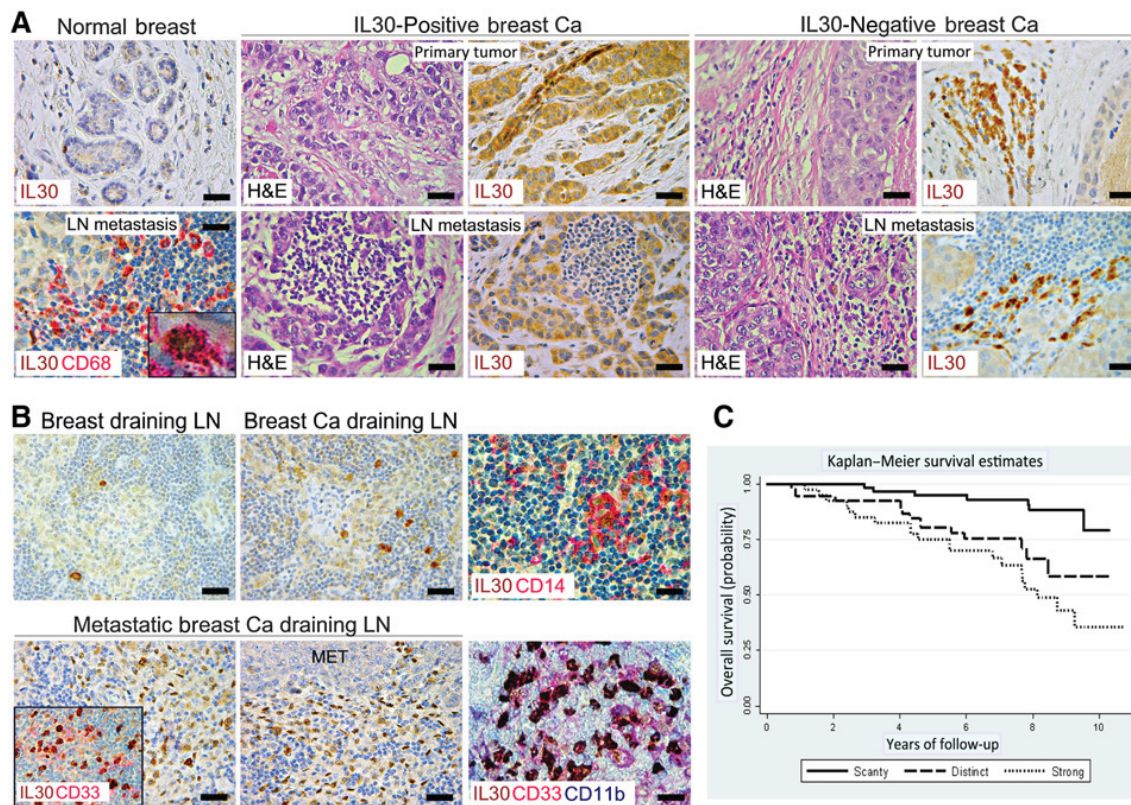 A
Normal breast
IL30-Positive breast Ca
IL30-Negative breast Ca
Primary tumor
Primary tumor
IL30
H&E
IL30
H&E
IL30
LN metastasis
LN metastasis
LN metastasis
IL30 CD68
H&E
IL30
H&E
IL30
B
Breast draining LN
Breast Ca draining LN
IL30 CD14
Metastatic breast Ca draining LN
MET
IL30 CD33
IL30 CD33 CD11b
C
Kaplan–Meier survival estimates
Overall survival (probability)
1.00
0.75
0.50
0.25
0.00
0 2 4 6 8 10
Years of follow-up
Scanty Distinct Strong